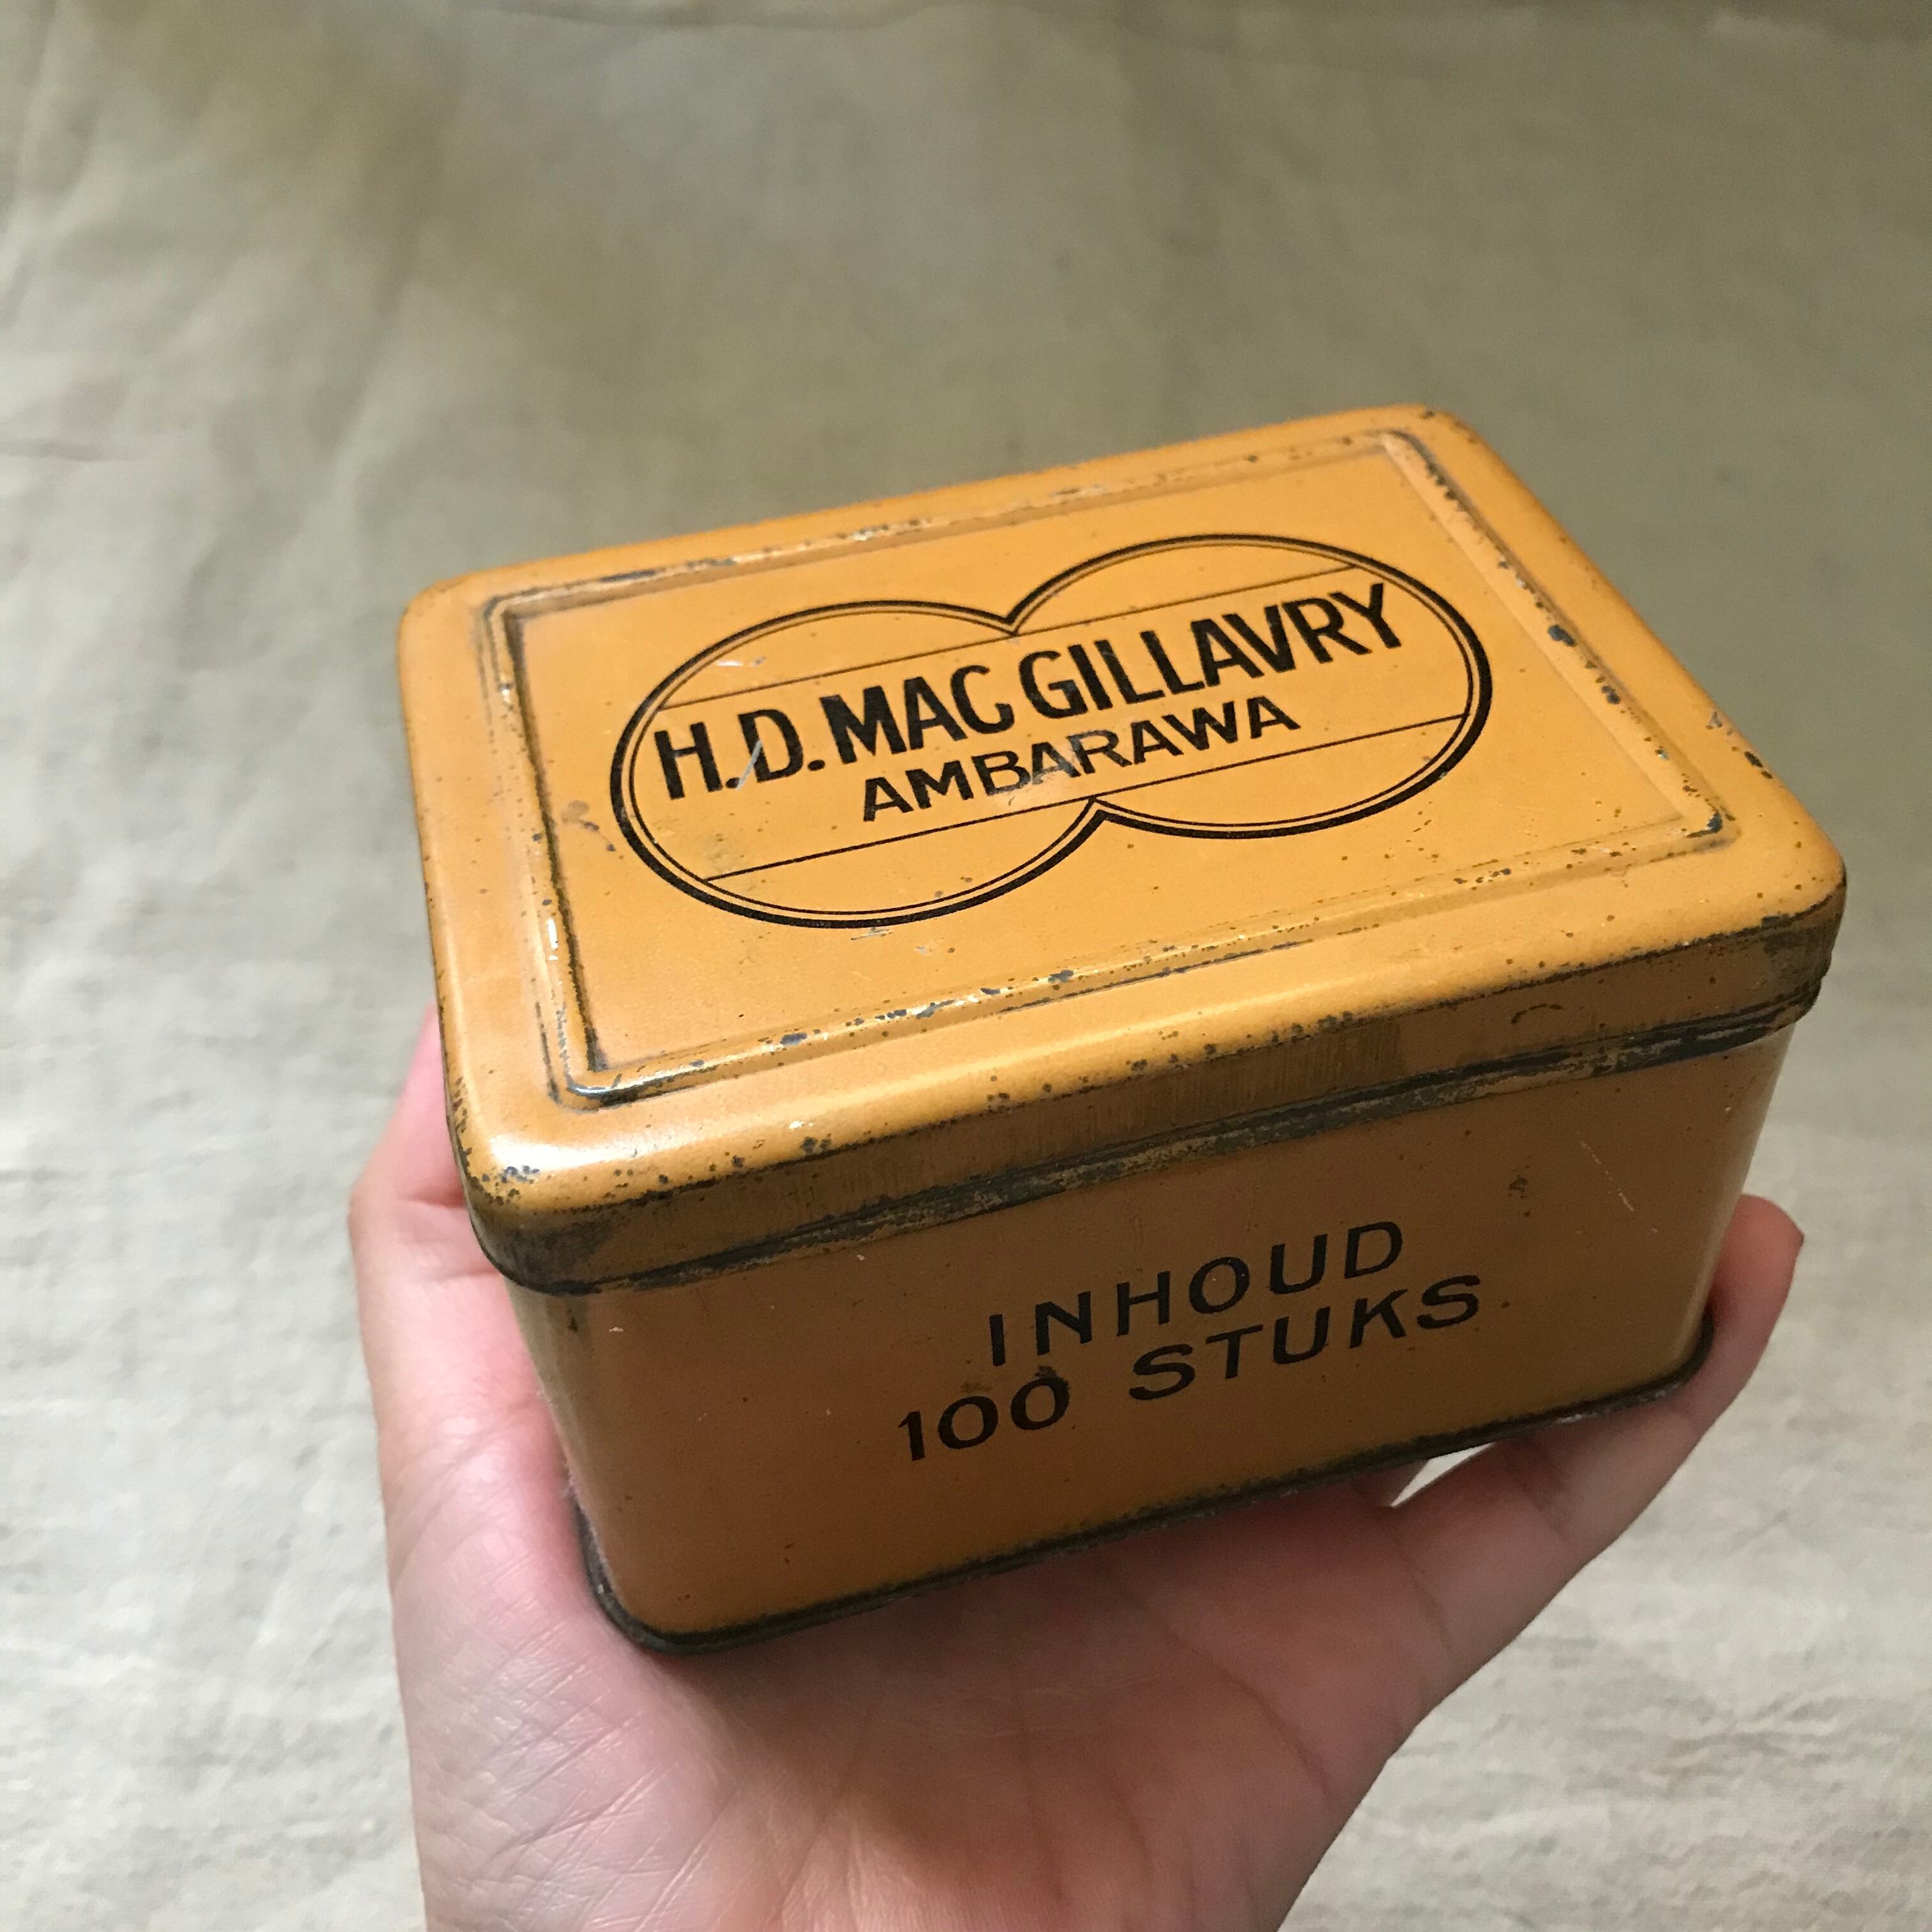 H.D. MAC GILLAVRY
AMBARAWA
INHOUD
100 STUKS